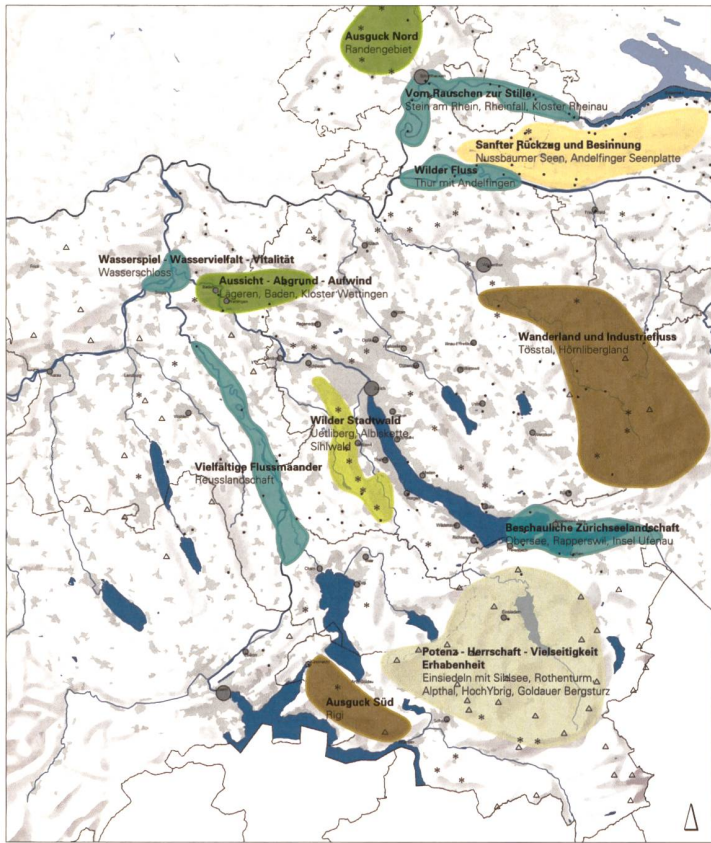 Ausguck Nord
Randengebiet
Vom Rauschen zur Stille
Stein am Rhein, Rheinfall, Kloster Rheinau
Sanfter Rückzug und Besinnung
Nussbaumer Seen, Andelfinger Seenplatte
Wilder Fluss
Thur mit Andelfingen
Wasserspiel - Wasservielfalt - Vitalität
Wasserschloss
Aussicht - Abgrund - Aufwind
Lägeren, Baden, Kloster Wettingen
Wanderland und Industriefluss
Tösstal, Hörnlibergland
Wilder Stadtwald
Uetliberg, Albiskette,
Sihlwald
Vielfältige Flussmäander
Reusslandschaft
Beschauliche Zürichseelandschaft
Obersee, Rapperswil, Insel Ufenau
Potenz - Herrschaft - Vielseitigkeit
Erhabenheit
Einsiedeln mit Sihlsee, Rothenturm,
Alpthal, HochYbrig, Goldauer Bergsturz
Ausguck Süd
Rigi